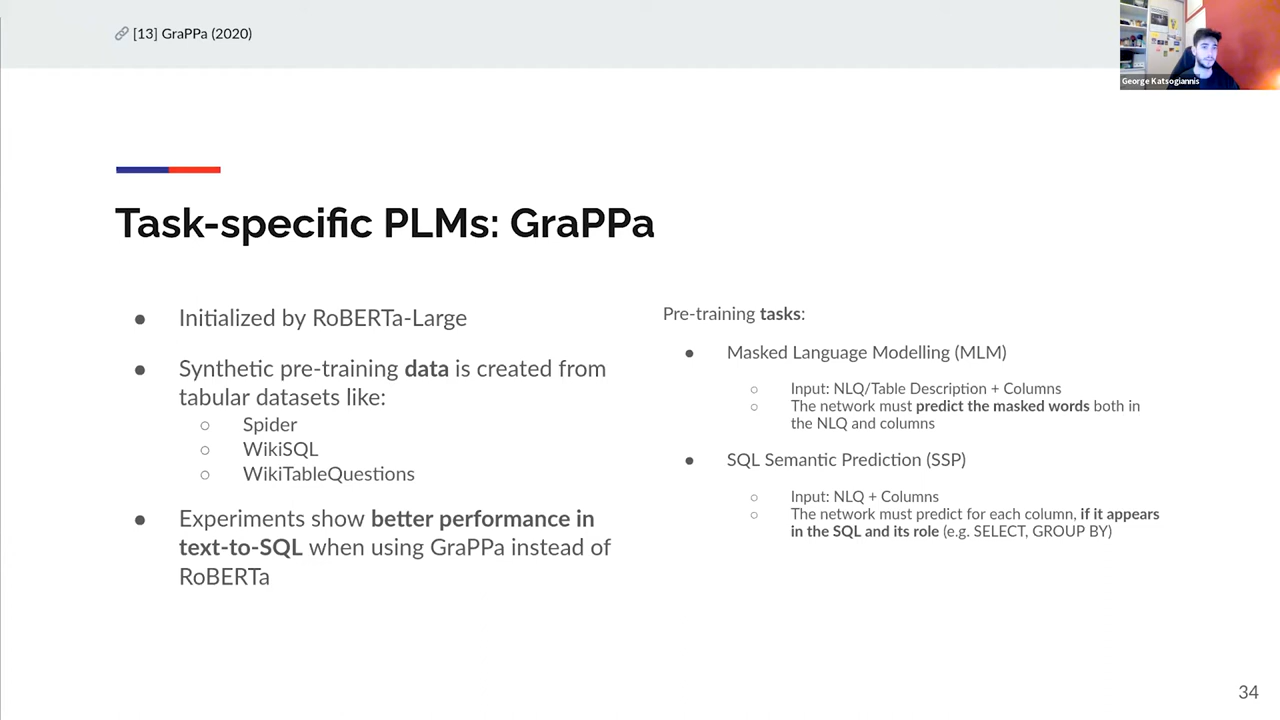 [13] GraPPa (2020)
George Katsogiannis
Task-specific PLMs: GraPPa
● Initialized by RoBERTa-Large
● Synthetic pre-training data is created from
tabular datasets like:
○ Spider
○ WikiSQL
○ WikiTableQuestions
● Experiments show better performance in
text-to-SQL when using GraPPa instead of
RoBERTa
Pre-training tasks:
● Masked Language Modelling (MLM)
○ Input: NLQ/Table Description + Columns
○ The network must predict the masked words both in
the NLQ and columns
● SQL Semantic Prediction (SSP)
○ Input: NLQ + Columns
○ The network must predict for each column, if it appears
in the SQL and its role (e.g. SELECT, GROUP BY)
34